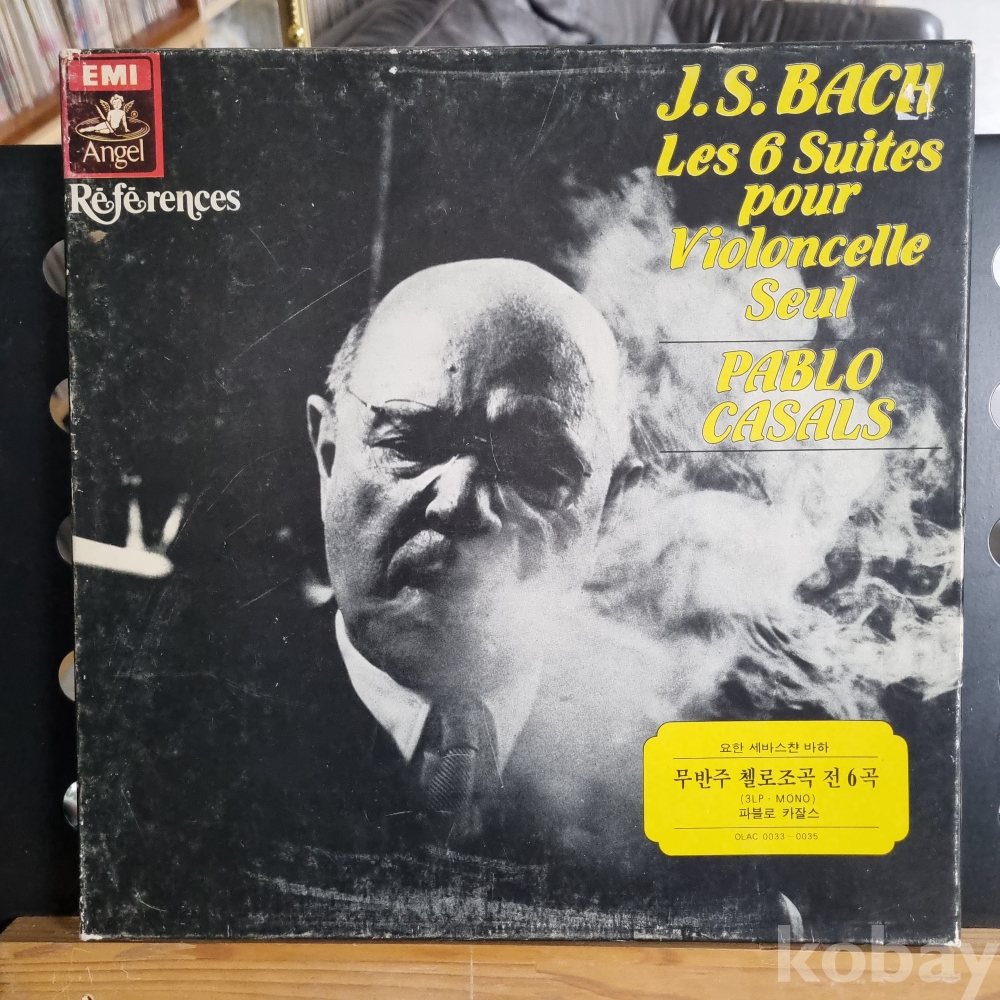 EMI
Angel
Références
J. S. BACH
Les 6 Suites
pour
Violoncelle
Seul
PABLO
CASALS
요한 세바스챤 바하
무반주 첼로조곡 전 6 곡
(3LP - MONO)
파블로 카잘스
OLAC 0033~0035
kobay